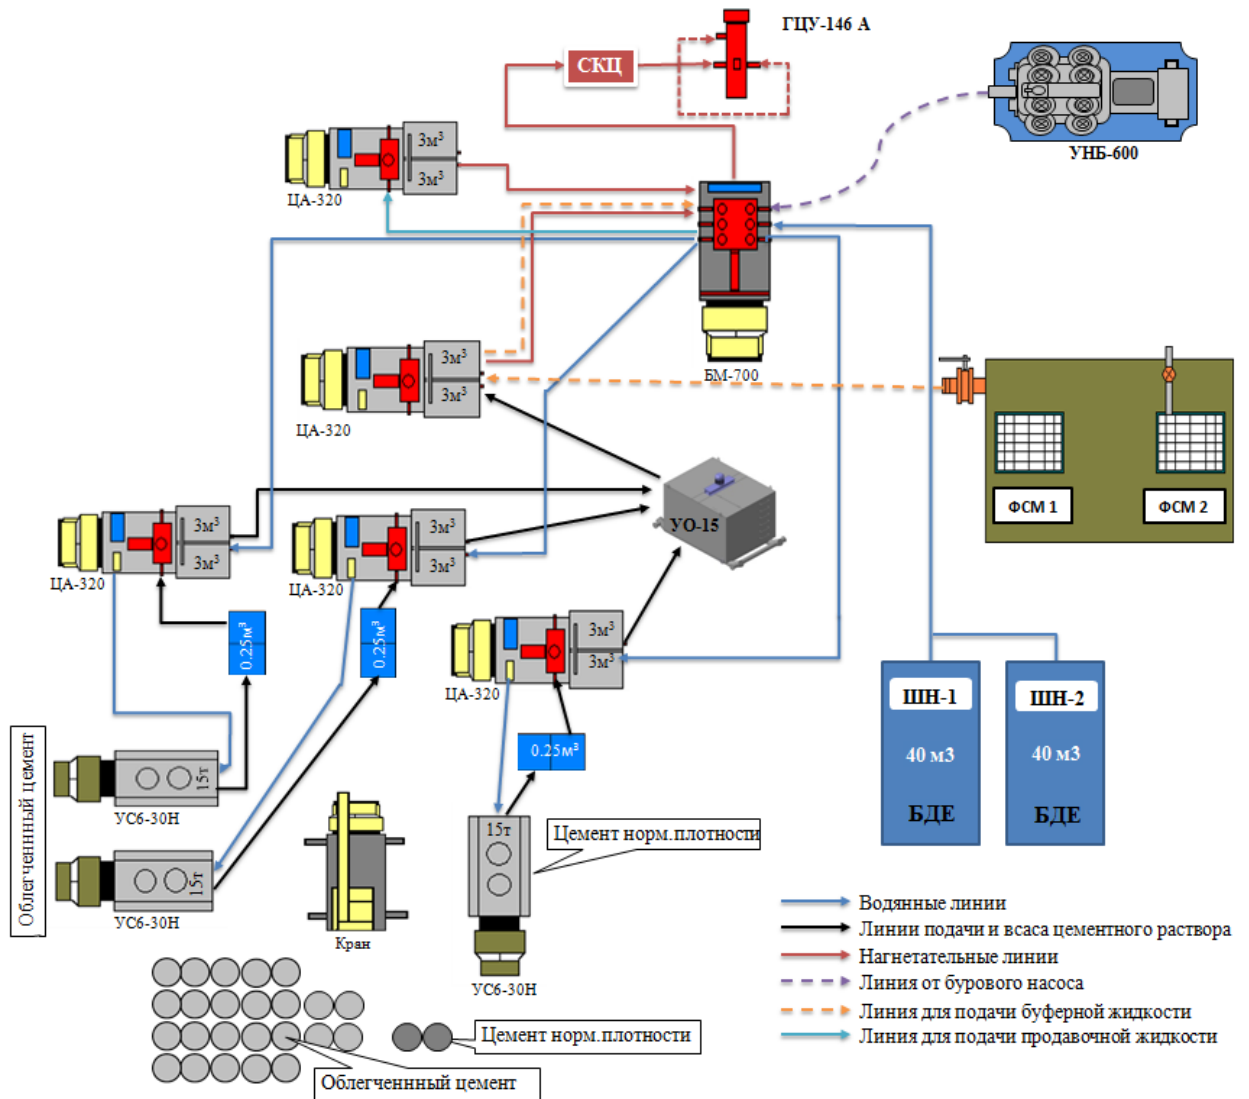 ГЦУ-146 А
СКЦ
УНБ-600
3м³
3м³
ЦА-320
3м³
3м³
ЦА-320
БМ-700
ФСМ 1
ФСМ 2
УО-15
3м³
3м³
ЦА-320
3м³
3м³
ЦА-320
3м³
3м³
ЦА-320
0.25м³
0.25м³
0.25м³
ШН-1
40 м3
БДЕ
ШН-2
40 м3
БДЕ
Облегченный цемент
15т
УС6-30Н
15т
УС6-30Н
Кран
15т
УС6-30Н
Цемент норм.плотности
Цемент норм.плотности
Облегченнный цемент
Водянные линии
Линии подачи и всаса цементного раствора
Нагнетательные линии
Линия от бурового насоса
Линия для подачи буферной жидкости
Линия для подачи продавочной жидкости